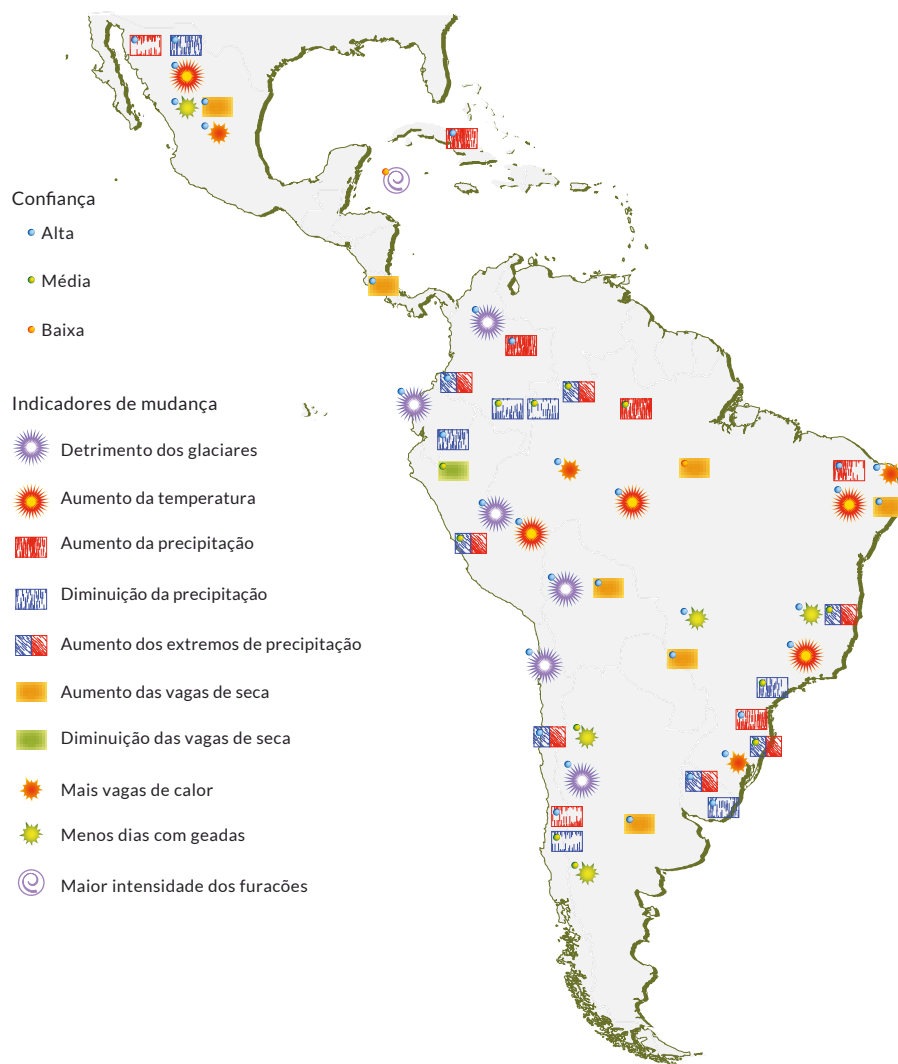 Confiança
Alta
Média
Baixa
Indicadores de mudança
Detrimento dos glaciares
Aumento da temperatura
Aumento da precipitação
Diminuição da precipitação
Aumento dos extremos de precipitação
Aumento das vagas de seca
Diminuição das vagas de seca
Mais vagas de calor
Menos dias com geadas
Maior intensidade dos furacões